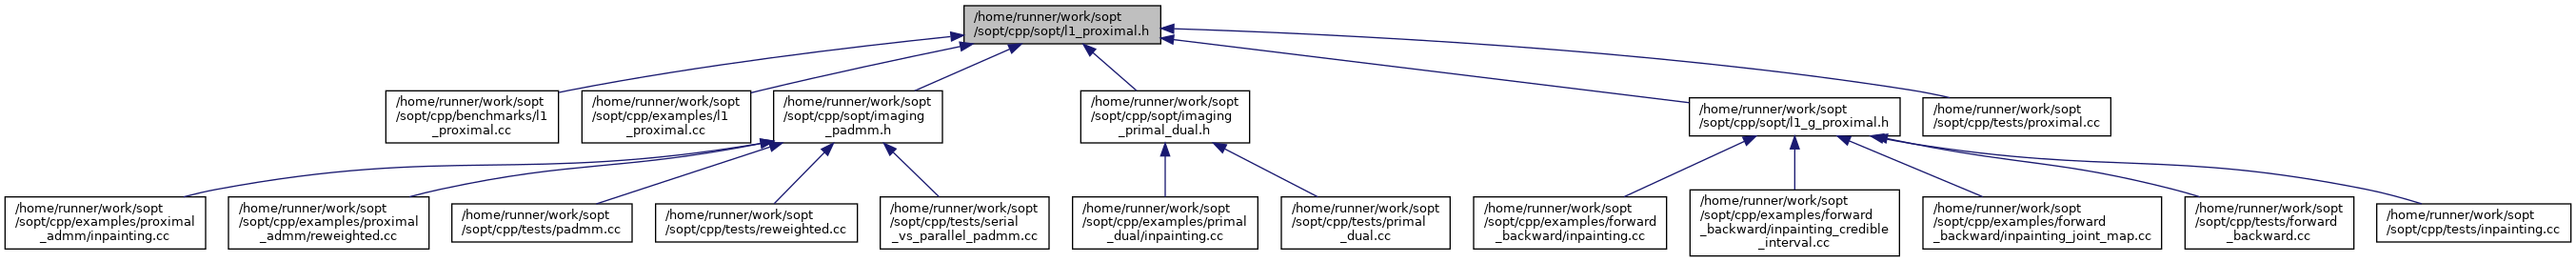 /home/runner/work/sopt
/sopt/cpp/sopt/l1_proximal.h
/home/runner/work/sopt
/sopt/cpp/benchmarks/l1
_proximal.cc
/home/runner/work/sopt
/sopt/cpp/examples/l1
_proximal.cc
/home/runner/work/sopt
/sopt/cpp/sopt/imaging
_padmm.h
/home/runner/work/sopt
/sopt/cpp/sopt/imaging
_primal_dual.h
/home/runner/work/sopt
/sopt/cpp/sopt/l1_g_proximal.h
/home/runner/work/sopt
/sopt/cpp/tests/proximal.cc
/home/runner/work/sopt
/sopt/cpp/examples/proximal
_admm/inpainting.cc
/home/runner/work/sopt
/sopt/cpp/examples/proximal
_admm/reweighted.cc
/home/runner/work/sopt
/sopt/cpp/tests/padmm.cc
/home/runner/work/sopt
/sopt/cpp/tests/reweighted.cc
/home/runner/work/sopt
/sopt/cpp/tests/serial
_vs_parallel_padmm.cc
/home/runner/work/sopt
/sopt/cpp/examples/primal
_dual/inpainting.cc
/home/runner/work/sopt
/sopt/cpp/tests/primal
_dual.cc
/home/runner/work/sopt
/sopt/cpp/examples/forward
_backward/inpainting.cc
/home/runner/work/sopt
/sopt/cpp/examples/forward
_backward/inpainting_credible
_interval.cc
/home/runner/work/sopt
/sopt/cpp/examples/forward
_backward/inpainting_joint_map.cc
/home/runner/work/sopt
/sopt/cpp/tests/forward
_backward.cc
/home/runner/work/sopt
/sopt/cpp/tests/inpainting.cc